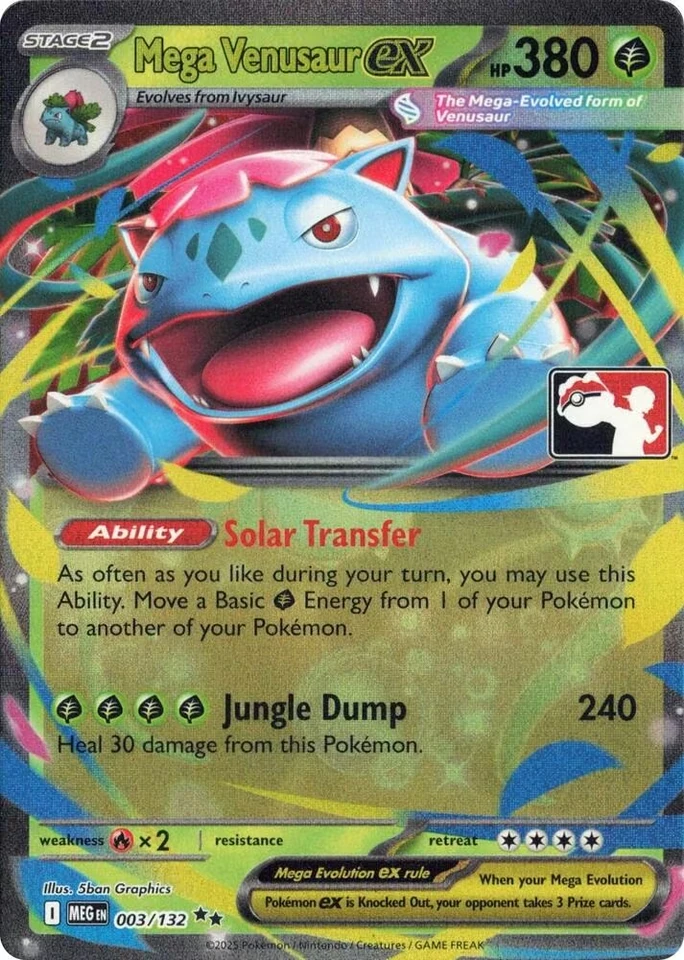 STAGE2
Mega Venusaur ex
HP 380
Evolves from Ivysaur
The Mega-Evolved form of
Venusaur
Ability Solar Transfer
As often as you like during your turn, you may use this
Ability. Move a Basic Energy from 1 of your Pokémon
to another of your Pokémon.
Jungle Dump 240
Heal 30 damage from this Pokémon.
weakness ×2 resistance retreat
Illus. 5ban Graphics
Mega Evolution ex rule
When your Mega Evolution
Pokémon ex is Knocked Out, your opponent takes 3 Prize cards.
I MEG EN 003/132
©2025 Pokémon / Nintendo / Creatures / GAME FREAK
TM